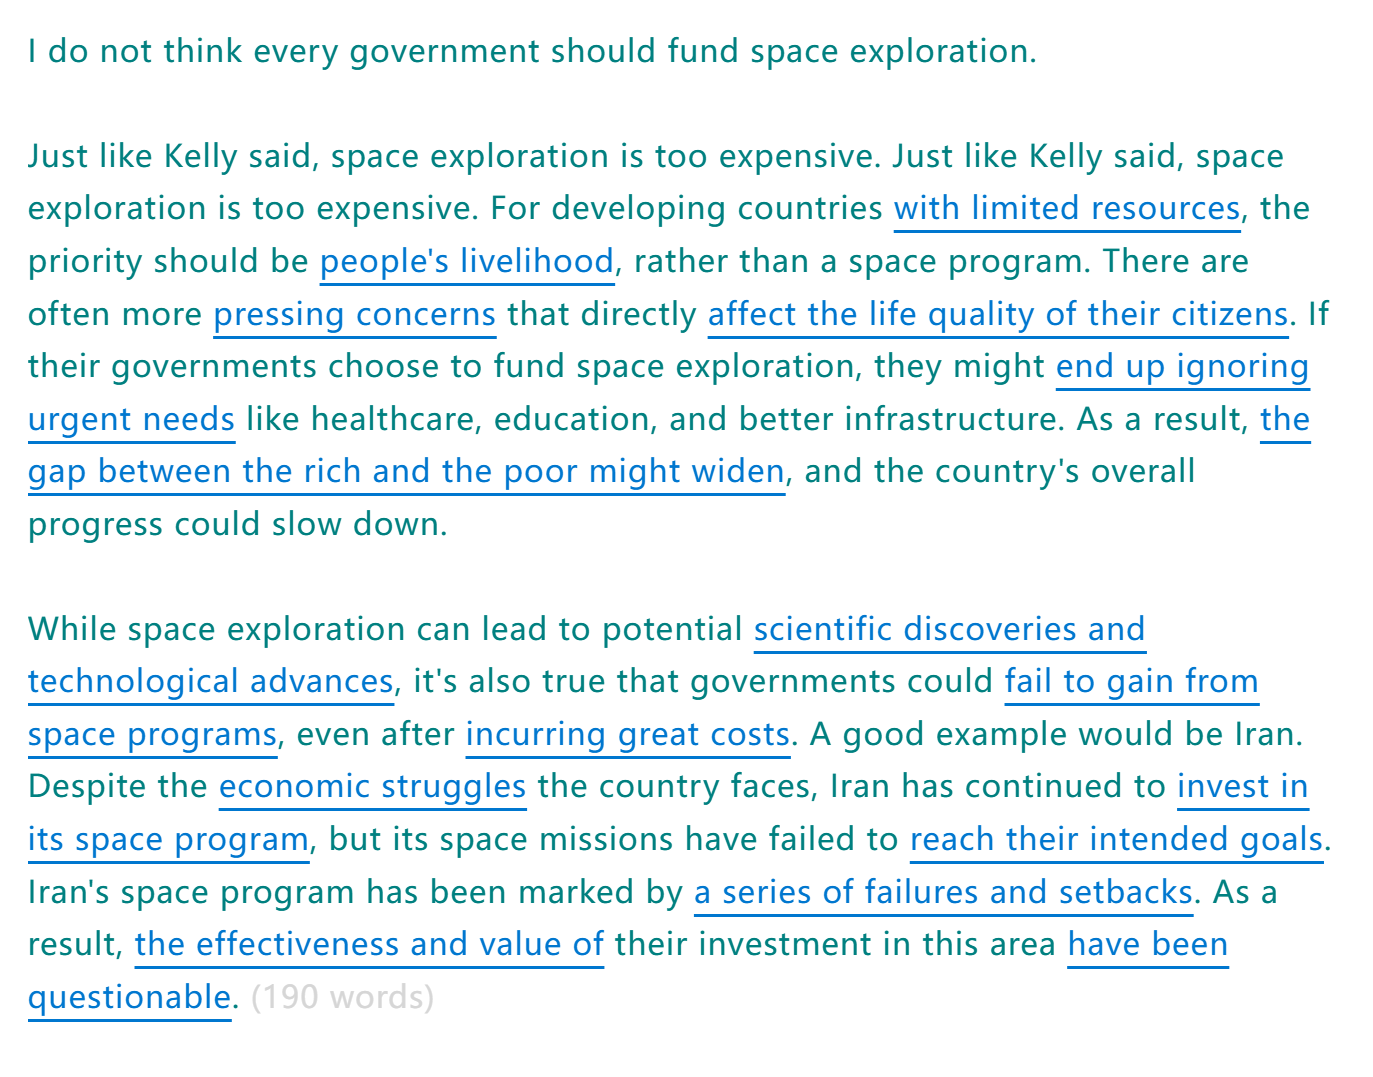 I do not think every government should fund space exploration.
Just like Kelly said, space exploration is too expensive. Just like Kelly said, space
exploration is too expensive. For developing countries with limited resources, the
priority should be people's livelihood, rather than a space program. There are
often more pressing concerns that directly affect the life quality of their citizens. If
their governments choose to fund space exploration, they might end up ignoring
urgent needs like healthcare, education, and better infrastructure. As a result, the
gap between the rich and the poor might widen, and the country's overall
progress could slow down.
While space exploration can lead to potential scientific discoveries and
technological advances, it's also true that governments could fail to gain from
space programs, even after incurring great costs. A good example would be Iran.
Despite the economic struggles the country faces, Iran has continued to invest in
its space program, but its space missions have failed to reach their intended goals.
Iran's space program has been marked by a series of failures and setbacks. As a
result, the effectiveness and value of their investment in this area have been
questionable. (190 words)